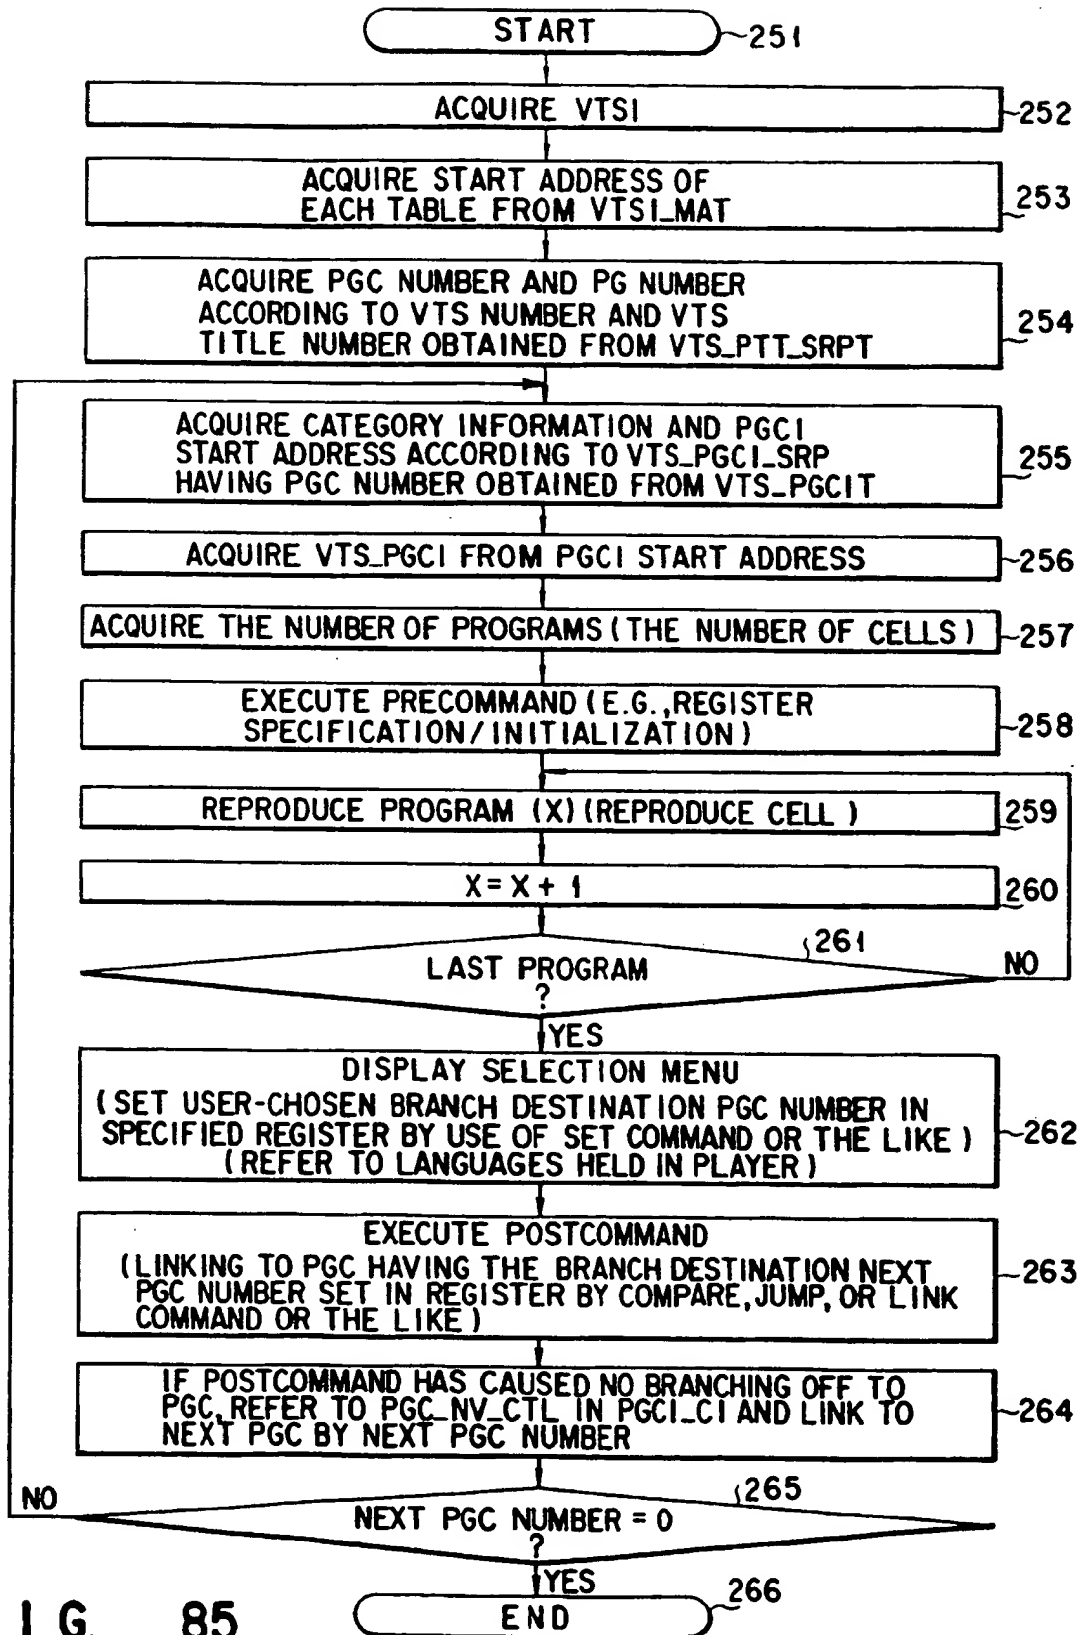 START
251
ACQUIRE VTSI
252
ACQUIRE START ADDRESS OF
EACH TABLE FROM VTSI_MAT
253
ACQUIRE PGC NUMBER AND PG NUMBER
ACCORDING TO VTS NUMBER AND VTS
TITLE NUMBER OBTAINED FROM VTS_PTT_SRPT
254
ACQUIRE CATEGORY INFORMATION AND PGCI
START ADDRESS ACCORDING TO VTS_PGCI_SRP
HAVING PGC NUMBER OBTAINED FROM VTS_PGCIT
255
ACQUIRE VTS_PGCI FROM PGCI START ADDRESS
256
ACQUIRE THE NUMBER OF PROGRAMS (THE NUMBER OF CELLS)
257
EXECUTE PRECOMMAND (E.G., REGISTER
SPECIFICATION/INITIALIZATION)
258
REPRODUCE PROGRAM (X) (REPRODUCE CELL)
259
X = X + 1
260
261
LAST PROGRAM
?
NO
YES
DISPLAY SELECTION MENU
(SET USER-CHOSEN BRANCH DESTINATION PGC NUMBER IN
SPECIFIED REGISTER BY USE OF SET COMMAND OR THE LIKE)
(REFER TO LANGUAGES HELD IN PLAYER)
262
EXECUTE POSTCOMMAND
(LINKING TO PGC HAVING THE BRANCH DESTINATION NEXT
PGC NUMBER SET IN REGISTER BY COMPARE, JUMP, OR LINK
COMMAND OR THE LIKE)
263
IF POSTCOMMAND HAS CAUSED NO BRANCHING OFF TO
PGC, REFER TO PGC_NV_CTL IN PGCI_CI AND LINK TO
NEXT PGC BY NEXT PGC NUMBER
264
265
NO
NEXT PGC NUMBER = 0
?
YES
END
266
I G. 85